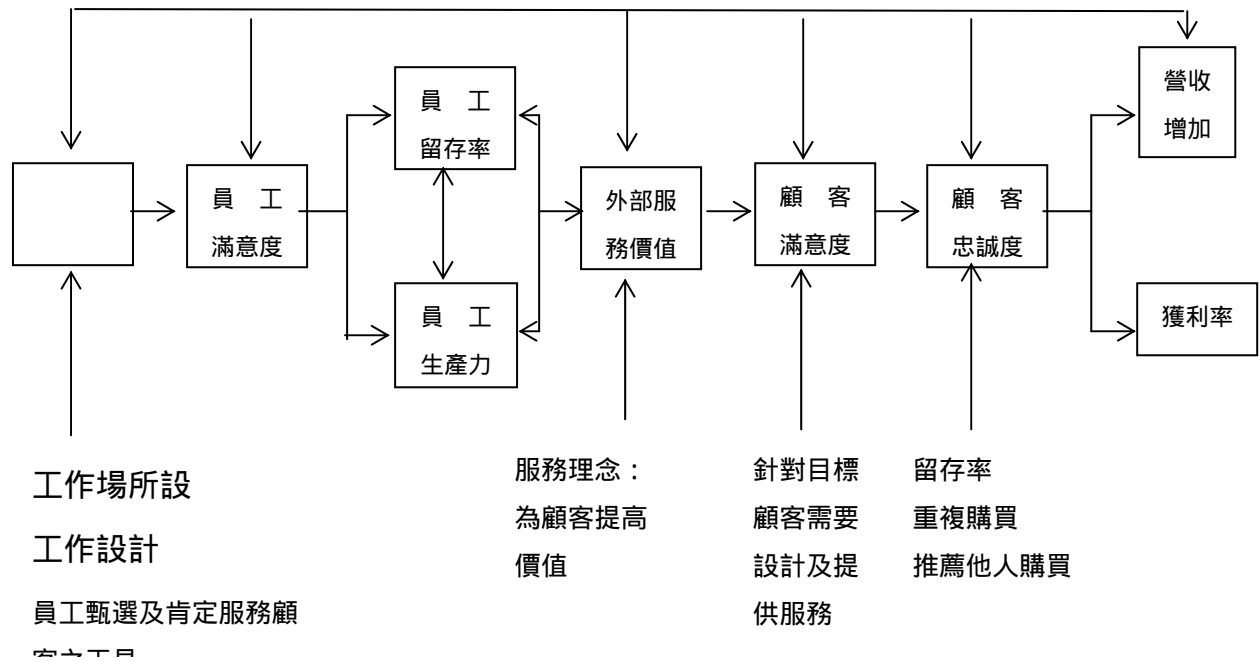 營收
增加
員 工
留存率
員 工
滿意度
外部服
務價值
顧 客
滿意度
顧 客
忠誠度
員 工
生產力
獲利率
工作場所設
工作設計
員工甄選及肯定服務顧
服務理念：
為顧客提高
價值
針對目標
顧客需要
設計及提
供服務
留存率
重複購買
推薦他人購買